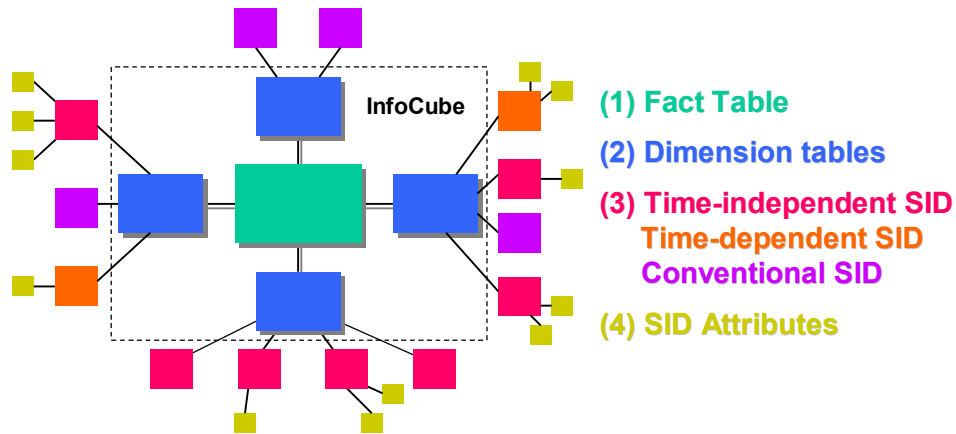 InfoCube
(1) Fact Table
(2) Dimension tables
(3) Time-independent SID
Time-dependent SID
Conventional SID
(4) SID Attributes